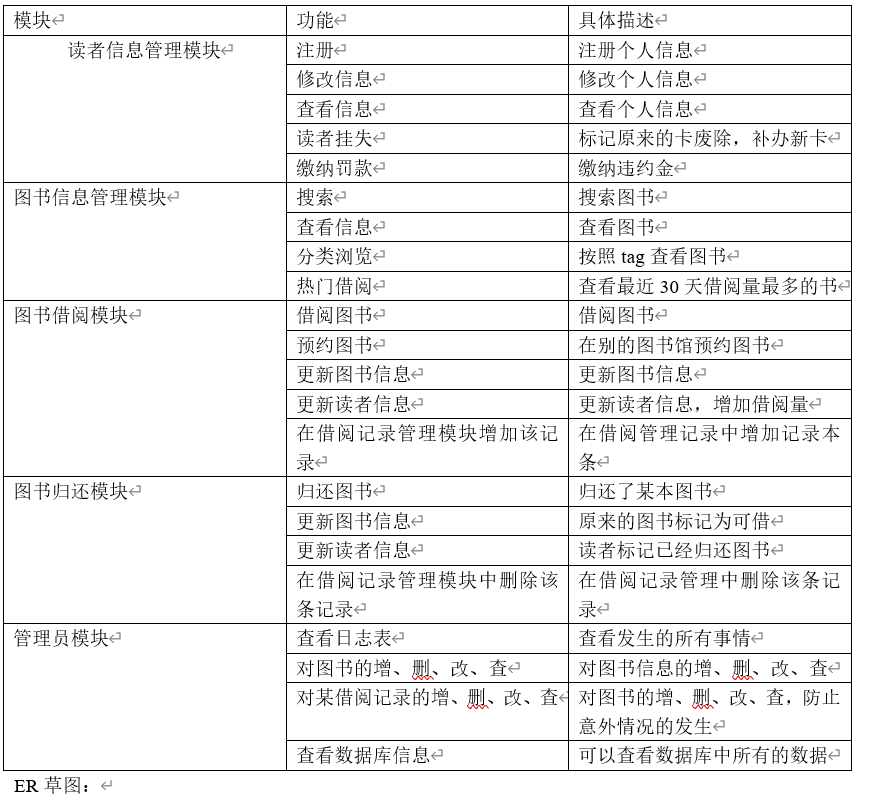 模块 功能 具体描述
读者信息管理模块 注册 注册个人信息
修改信息 修改个人信息
查看信息 查看个人信息
读者挂失 标记原来的卡废除，补办新卡
缴纳罚款 缴纳违约金
图书信息管理模块 搜索 搜索图书
查看信息 查看图书
分类浏览 按照 tag 查看图书
热门借阅 查看最近 30 天借阅量最多的书
图书借阅模块 借阅图书 借阅图书
预约图书 在别的图书馆预约图书
更新图书信息 更新图书信息
更新读者信息 更新读者信息，增加借阅量
在借阅记录管理模块增加该记 在借阅管理记录中增加记录本
录 条
图书归还模块 归还图书 归还了某本图书
更新图书信息 原来的图书标记为可借
更新读者信息 读者标记已经归还图书
在借阅记录管理模块中删除该 在借阅记录管理中删除该条记
条记录 录
管理员模块 查看日志表 查看发生的所有事情
对图书的增、删、改、查 对图书信息的增、删、改、查
对某借阅记录的增、删、改、查 对图书的增、删、改、查，防止
意外情况的发生
查看数据库信息 可以查看数据库中所有的数据
ER 草图：